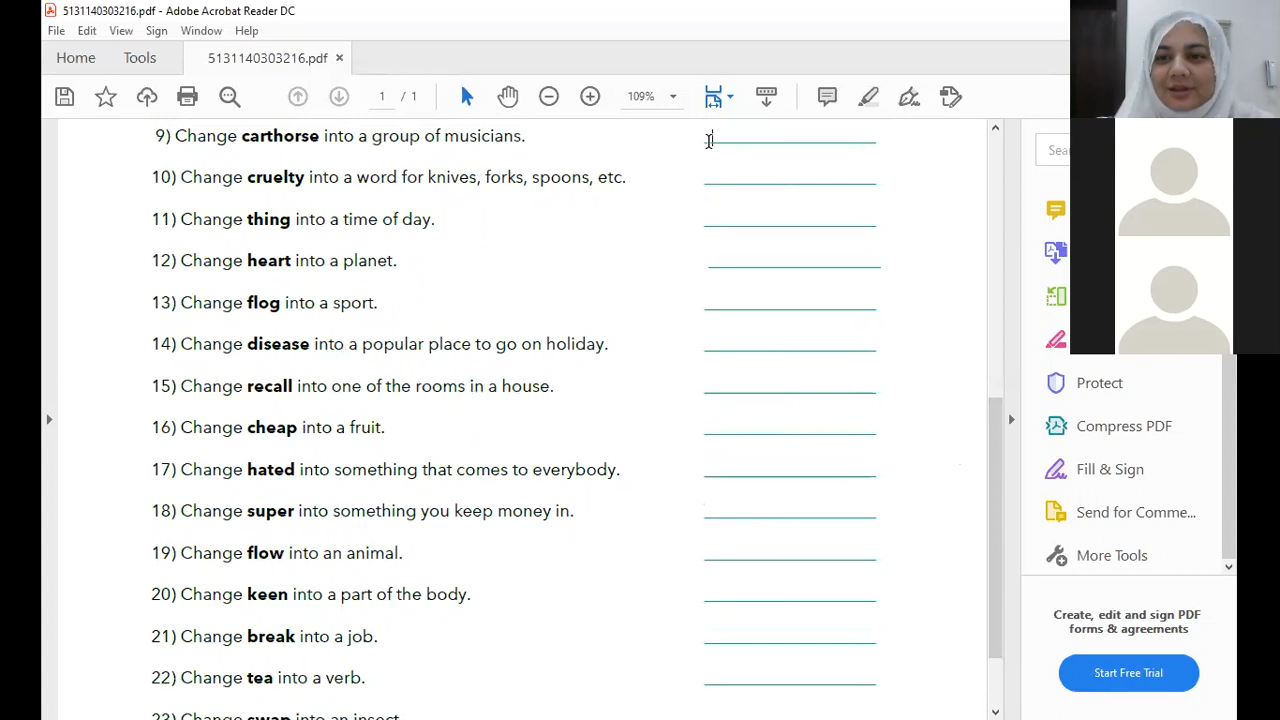 5131140303216.pdf - Adobe Acrobat Reader DC
File Edit View Sign Window Help
Home Tools 5131140303216.pdf ×
1 / 1 109%
9) Change carthorse into a group of musicians.
10) Change cruelty into a word for knives, forks, spoons, etc.
11) Change thing into a time of day.
12) Change heart into a planet.
13) Change flog into a sport.
14) Change disease into a popular place to go on holiday.
15) Change recall into one of the rooms in a house.
16) Change cheap into a fruit.
17) Change hated into something that comes to everybody.
18) Change super into something you keep money in.
19) Change flow into an animal.
20) Change keen into a part of the body.
21) Change break into a job.
22) Change tea into a verb.
23) Change swap into an insect.
Sea
Protect
Compress PDF
Fill & Sign
Send for Comme...
More Tools
Create, edit and sign PDF
forms & agreements
Start Free Trial